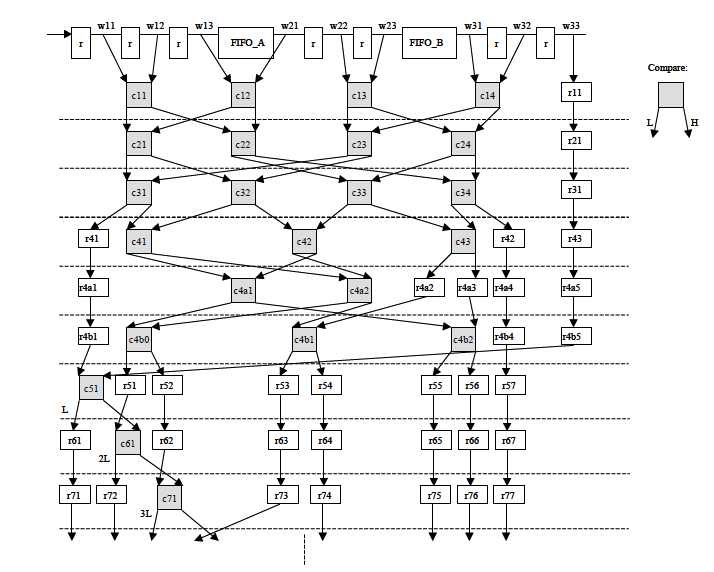 w11 w12 w13 w21 w22 w23 w31 w32 w33
r r r FIFO_A r r FIFO_B r r
Compare:
c11 c12 c13 c14 r11
L H
c21 c22 c23 c24 r21
c31 c32 c33 c34 r31
r41 c41 c42 c43 r42 r43
r4a1 c4a1 c4a2 r4a2 r4a3 r4a4 r4a5
r4b1 c4b0 c4b1 c4b2 r4b4 r4b5
c51 r51 r52 r53 r54 r55 r56 r57
L
r61 c61 r62 r63 r64 r65 r66 r67
2L
r71 r72 c71 r73 r74 r75 r76 r77
3L